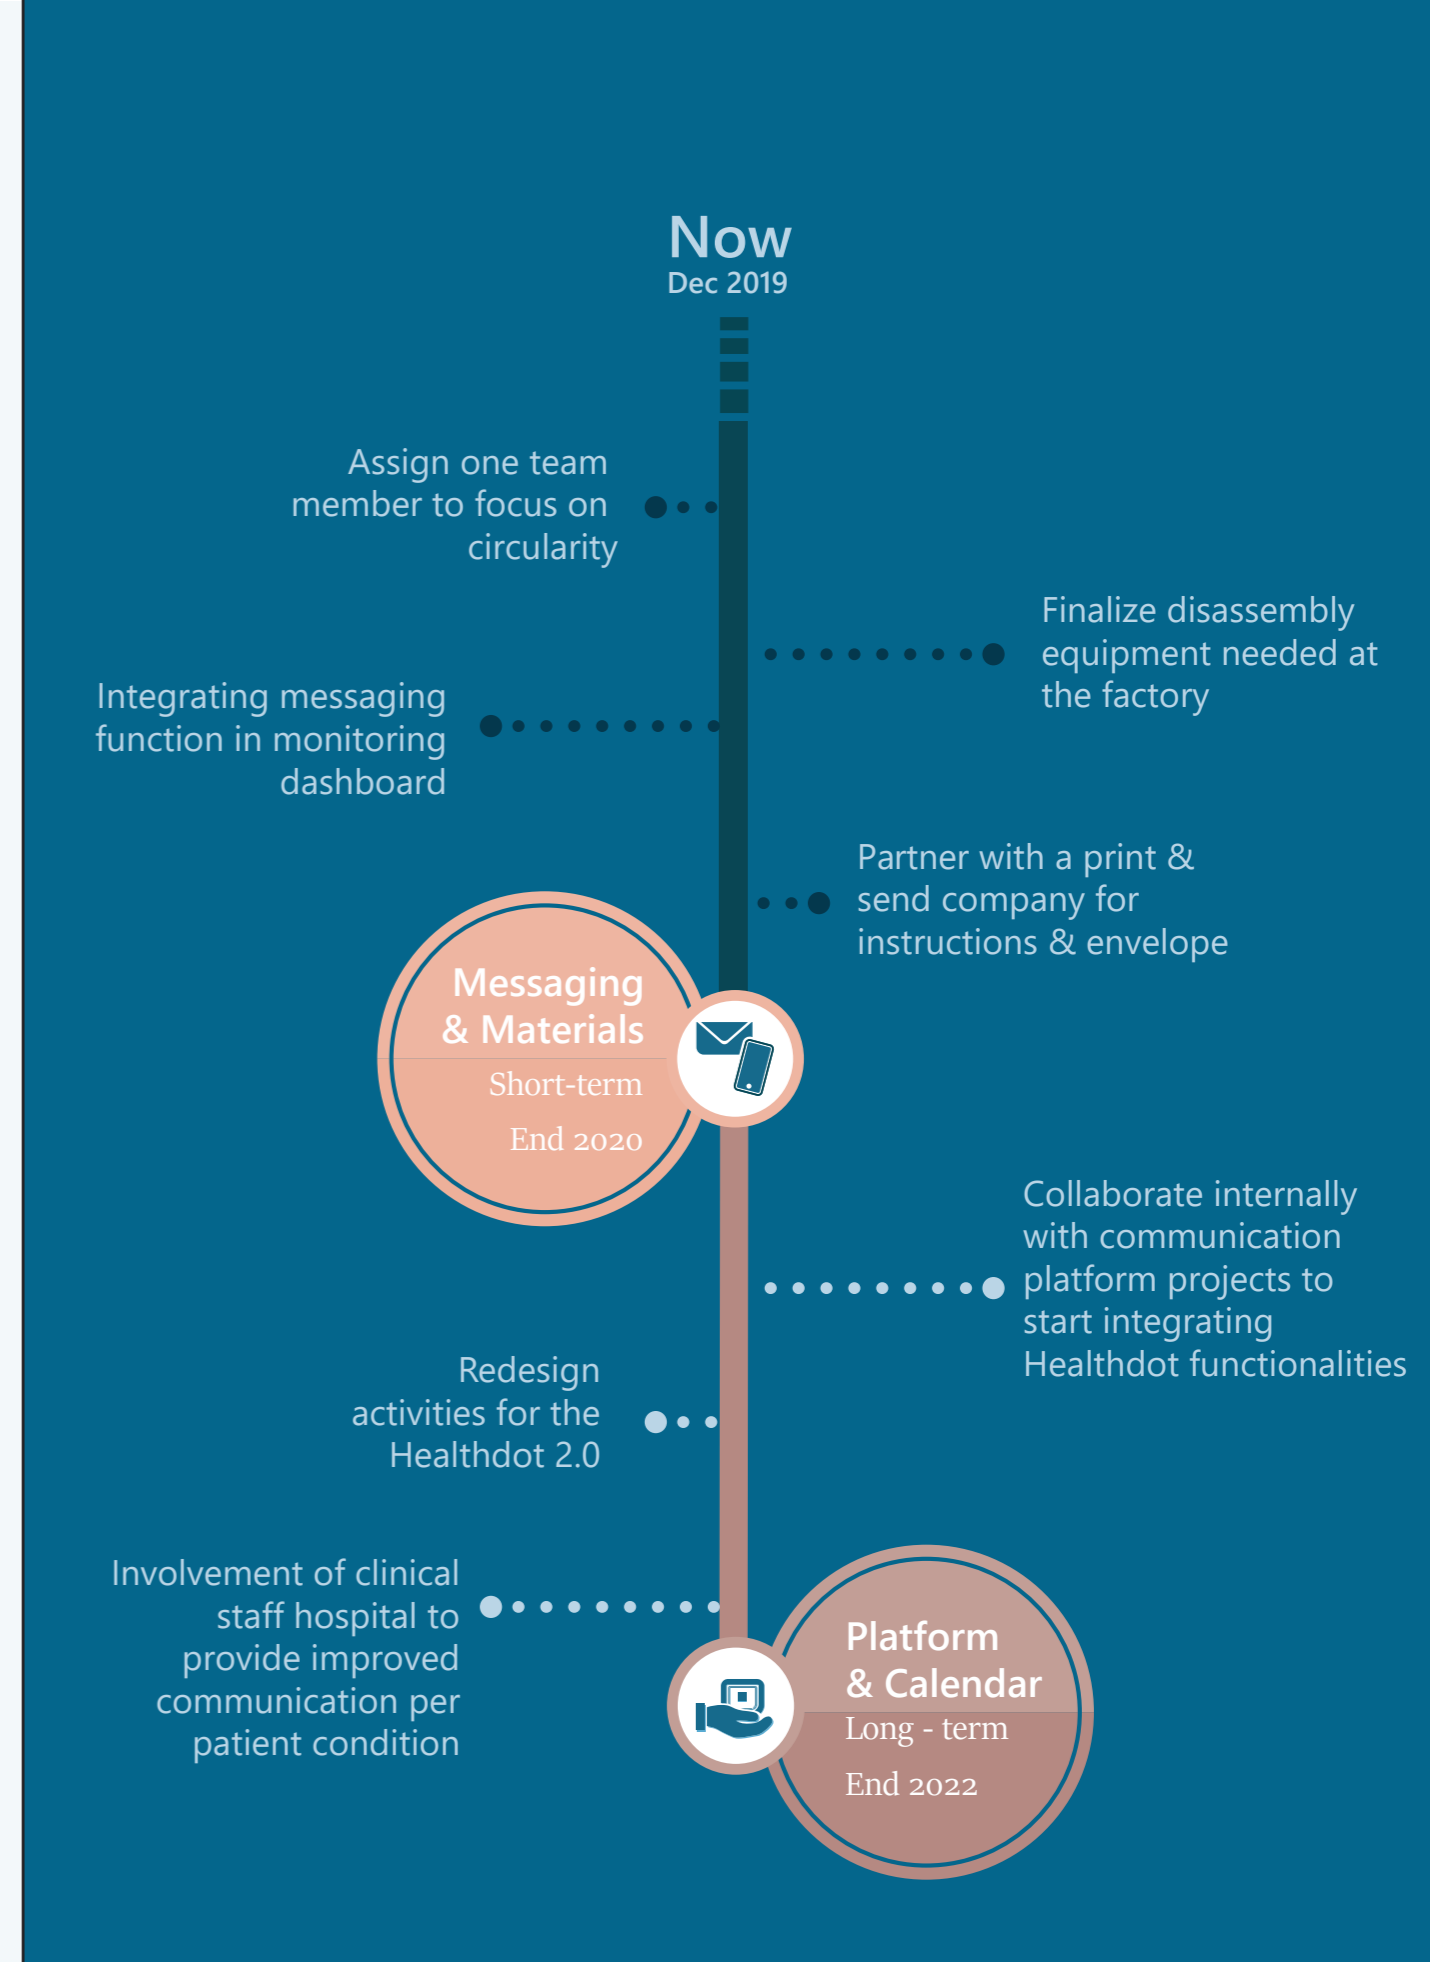 Now
Dec 2019
Assign one team
member to focus on
circularity
Finalize disassembly
equipment needed at
the factory
Integrating messaging
function in monitoring
dashboard
Partner with a print &
send company for
instructions & envelope
Messaging
& Materials
Short-term
End 2020
Collaborate internally
with communication
platform projects to
start integrating
Healthdot functionalities
Redesign
activities for the
Healthdot 2.0
Involvement of clinical
staff hospital to
provide improved
communication per
patient condition
Platform
& Calendar
Long - term
End 2022